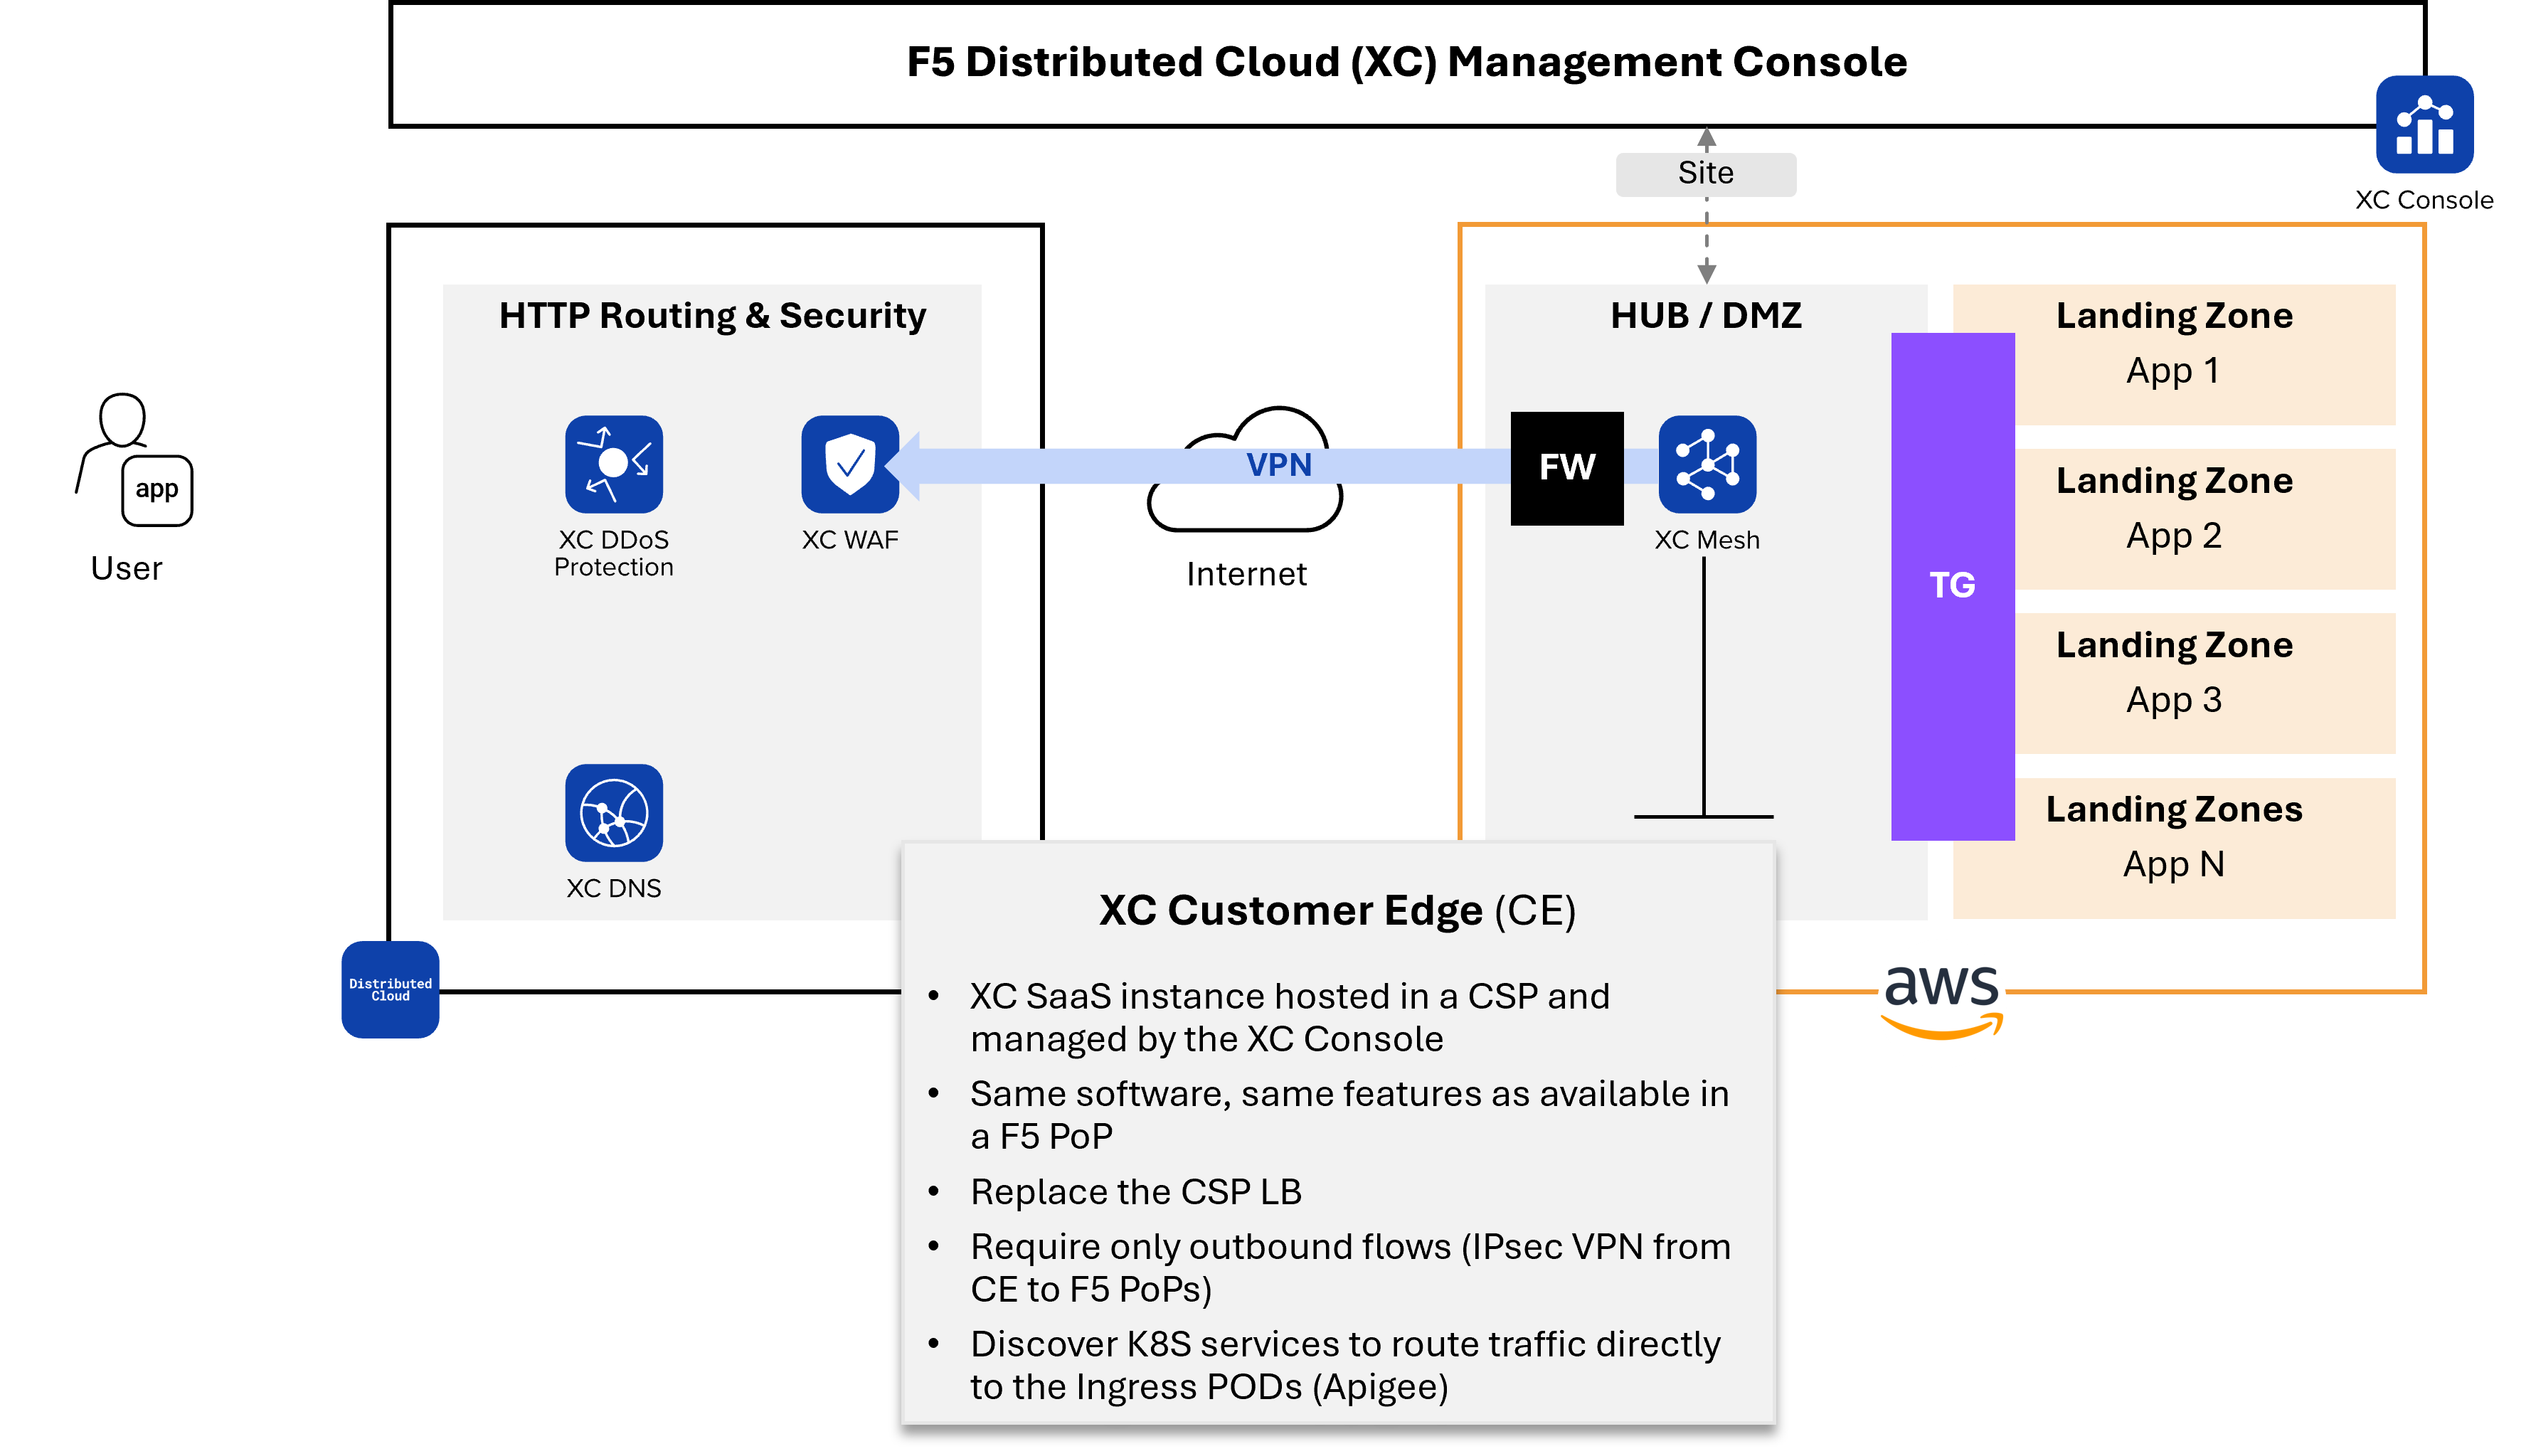 F5 Distributed Cloud (XC) Management Console
XC Console
Site
HTTP Routing & Security
XC DDoS
Protection
XC WAF
XC DNS
Distributed
Cloud
app
User
VPN
Internet
HUB / DMZ
FW
XC Mesh
TG
Landing Zone
App 1
Landing Zone
App 2
Landing Zone
App 3
Landing Zones
App N
aws
XC Customer Edge (CE)
• XC SaaS instance hosted in a CSP and
managed by the XC Console
• Same software, same features as available in
a F5 PoP
• Replace the CSP LB
• Require only outbound flows (IPsec VPN from
CE to F5 PoPs)
• Discover K8S services to route traffic directly
to the Ingress PODs (Apigee)